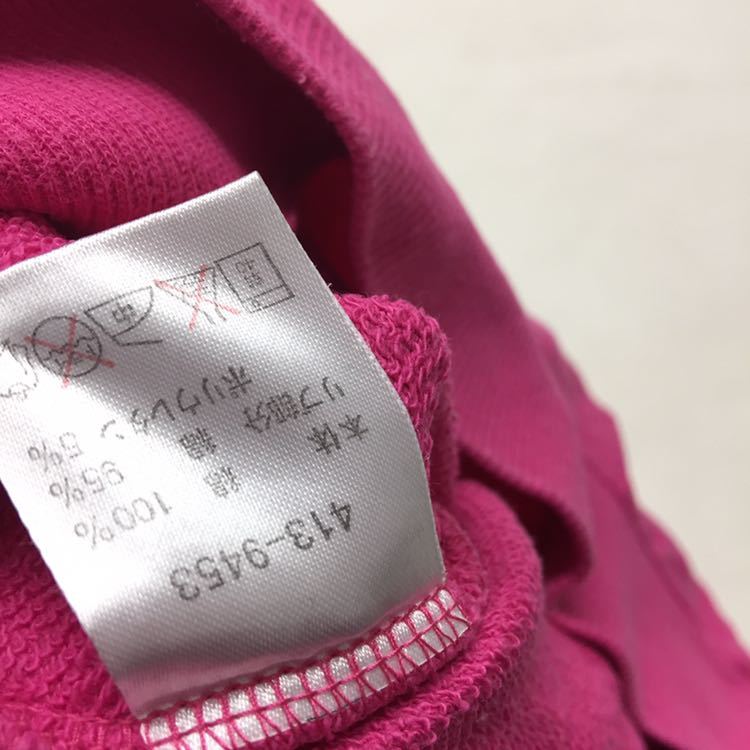 413-9453
本体 綿 100%
リブ部分 綿 95%
ポリウレタン 5%
中